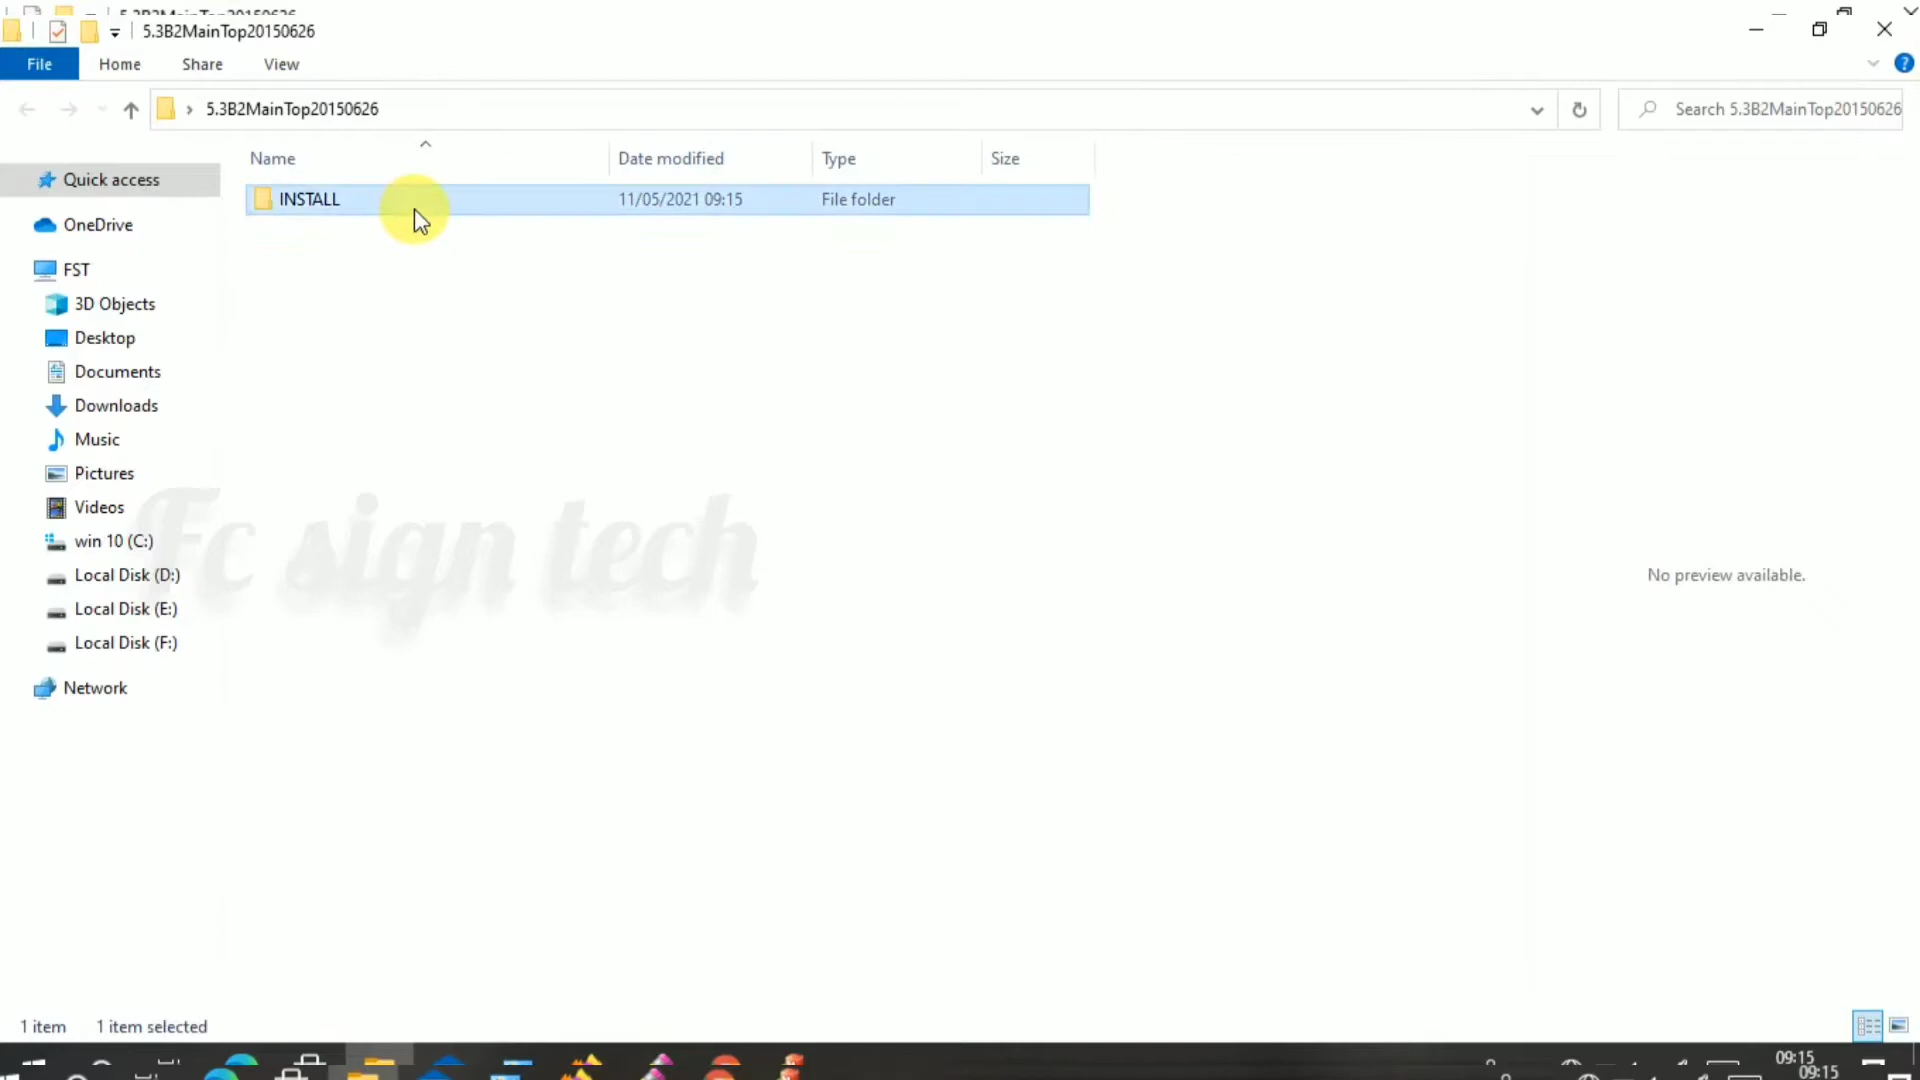 5.3B2MainTop20150626
File Home Share View
5.3B2MainTop20150626
Search 5.3B2MainTop20150626
Name Date modified Type Size
Quick access
INSTALL 11/05/2021 09:15 File folder
OneDrive
FST
3D Objects
Desktop
Documents
Downloads
Music
Pictures
Videos
win 10 (C:)
Local Disk (D:)
Local Disk (E:)
Local Disk (F:)
Network
Fc sign tech
No preview available.
1 item 1 item selected
09:15
09:15